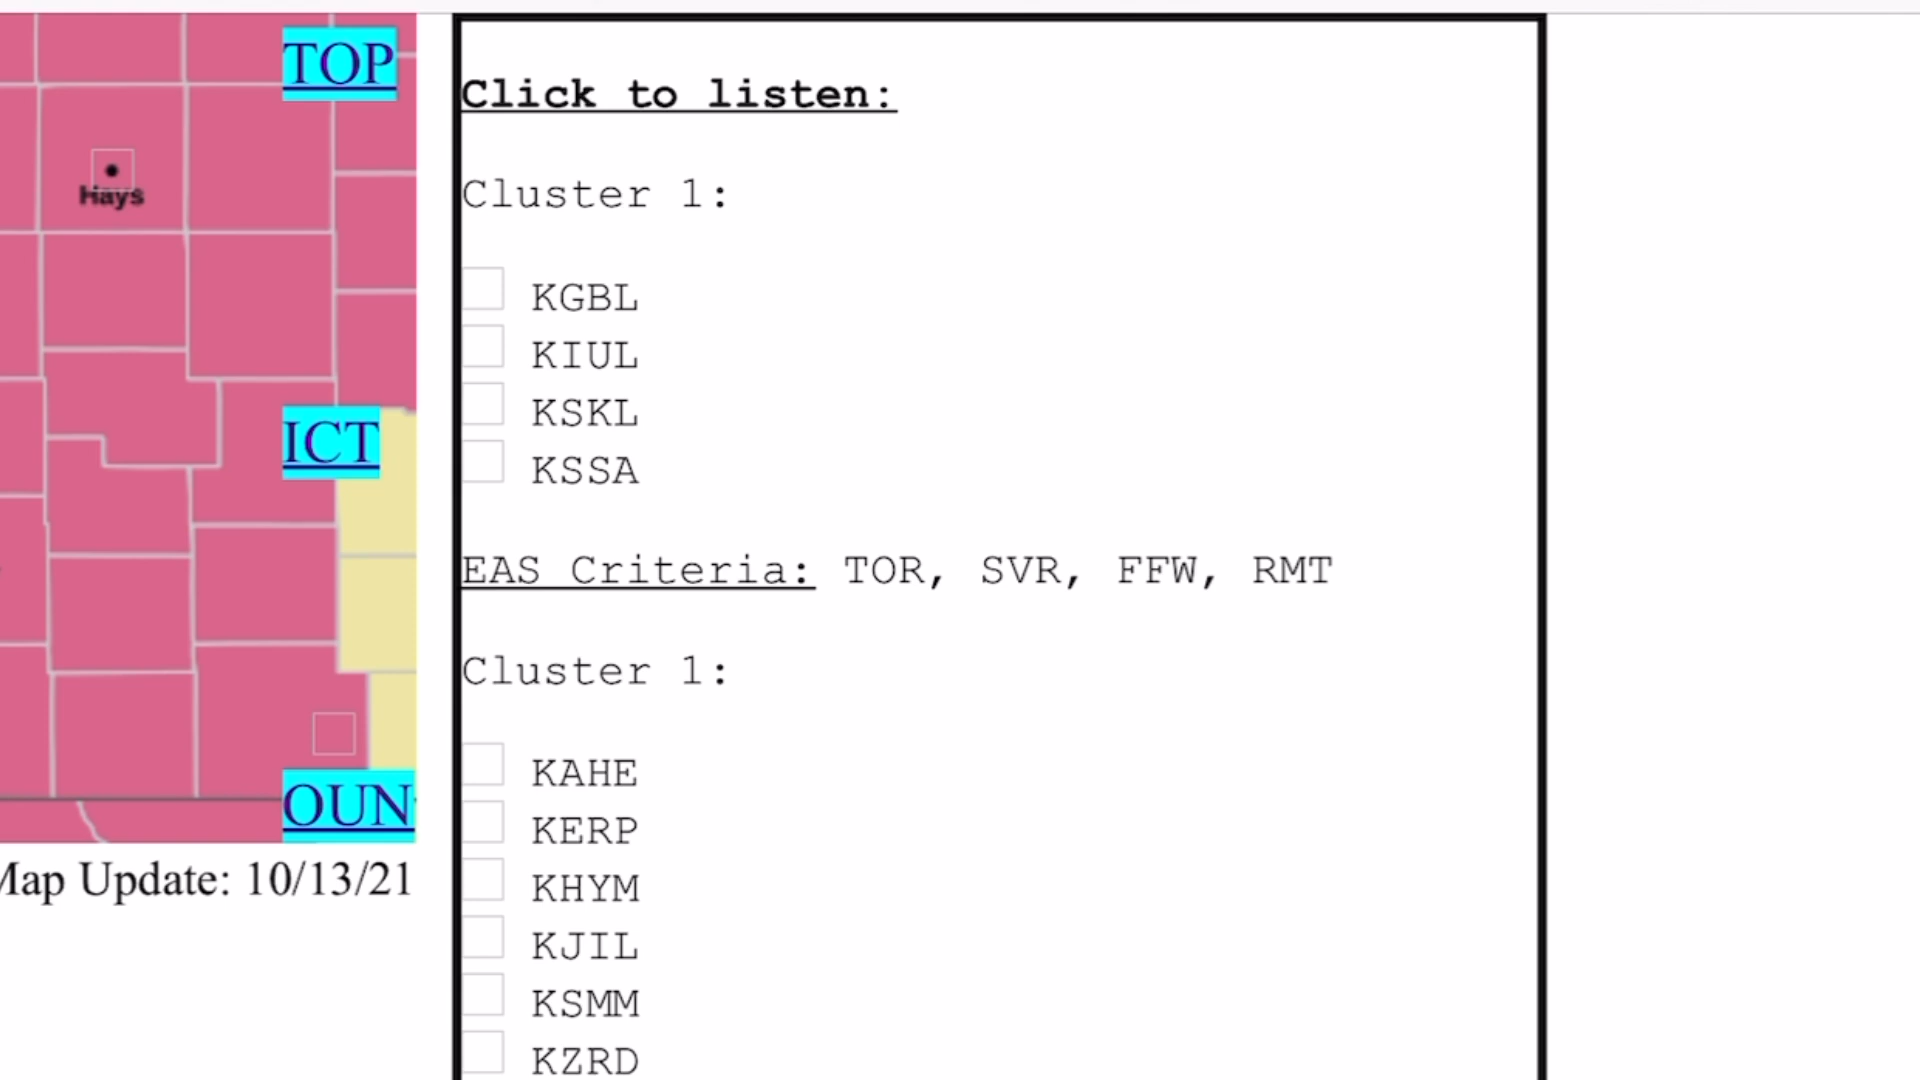 TOP
Hays
ICT
OUN
Map Update: 10/13/21
Click to listen:
Cluster 1:
KGBL
KIUL
KSKL
KSSA
EAS Criteria: TOR, SVR, FFW, RMT
Cluster 1:
KAHE
KERP
KHYM
KJIL
KSMM
KZRD